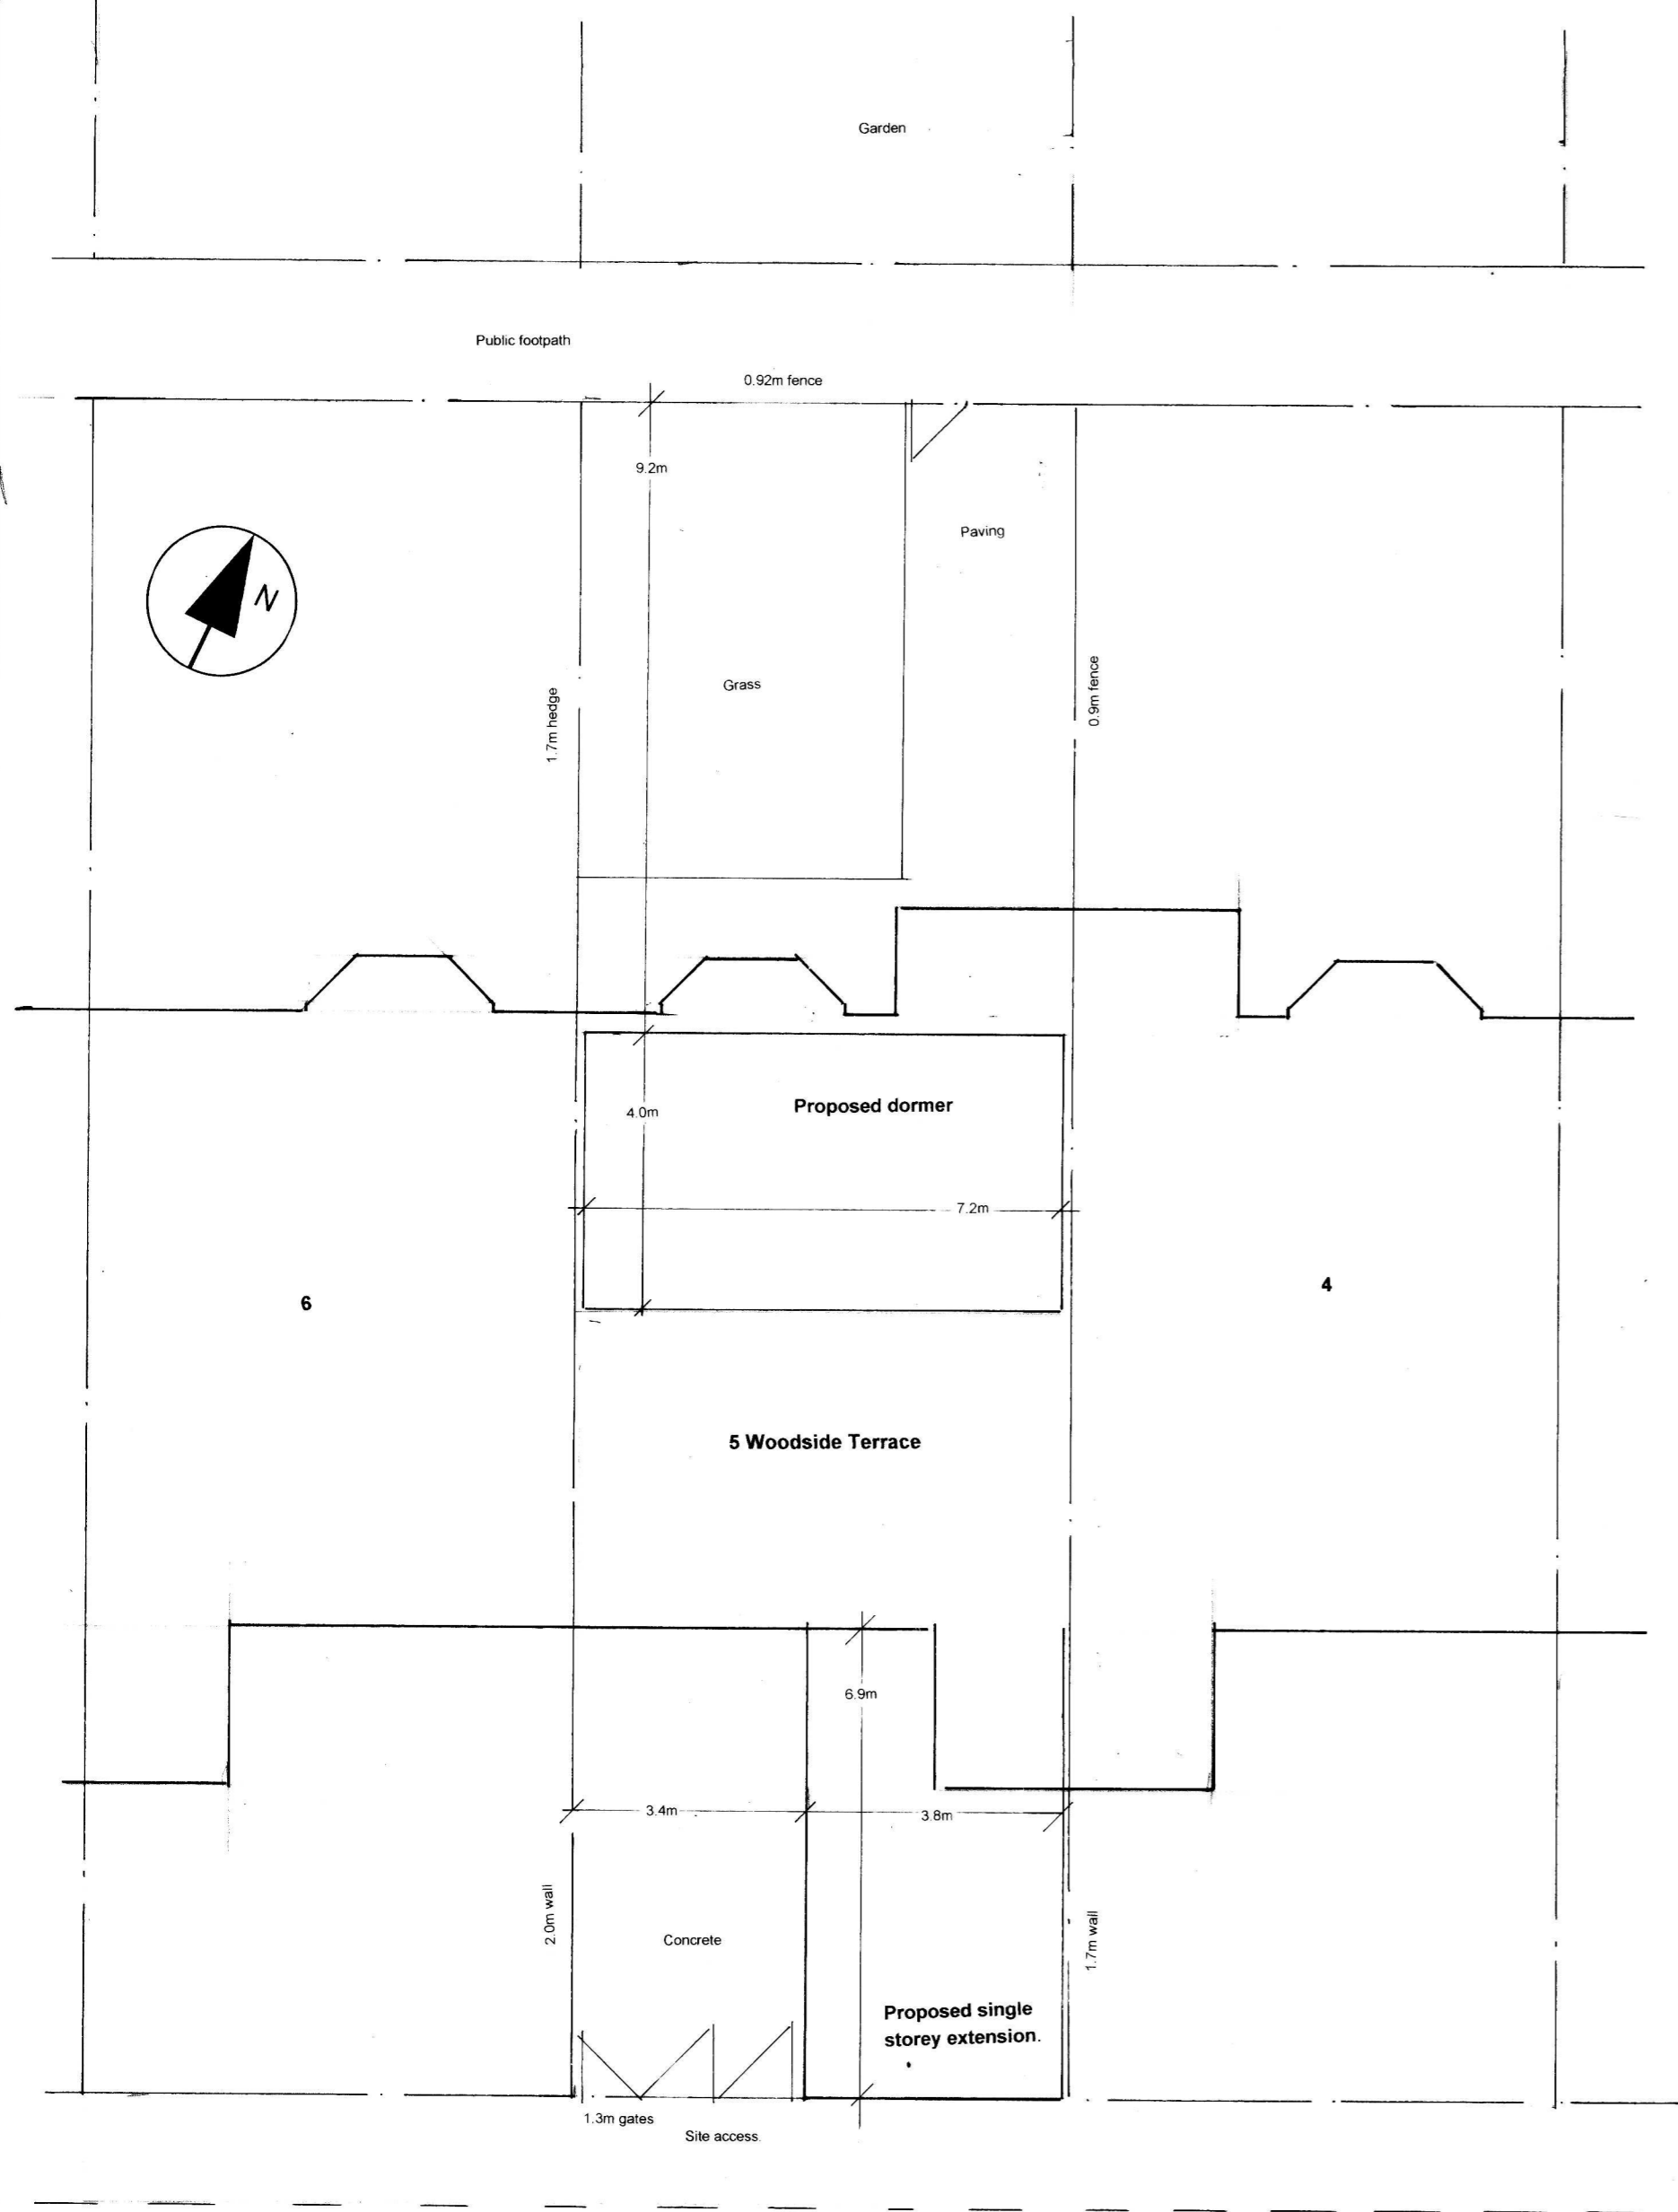 Garden
Public footpath
0.92m fence
9.2m
Paving
N
Grass
1.7m hedge
0.9m fence
Proposed dormer
4.0m
7.2m
6
4
5 Woodside Terrace
6.9m
3.4m
3.8m
2.0m wall
1.7m wall
Concrete
Proposed single
storey extension.
1.3m gates
Site access.